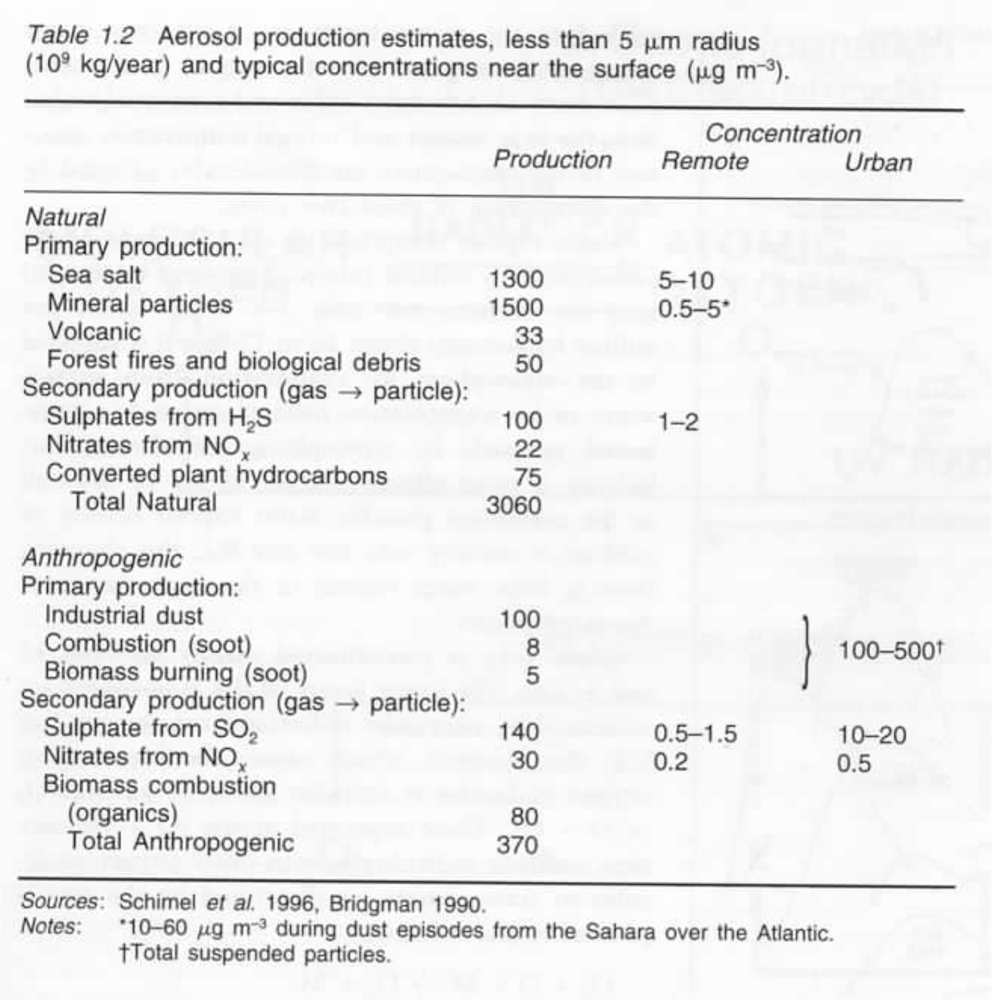 Table 1.2 Aerosol production estimates, less than 5 μm radius
(10⁹ kg/year) and typical concentrations near the surface (μg m⁻³).
Concentration
Production Remote Urban
Natural
Primary production:
Sea salt 1300 5–10
Mineral particles 1500 0.5–5*
Volcanic 33
Forest fires and biological debris 50
Secondary production (gas → particle):
Sulphates from H₂S 100 1–2
Nitrates from NOₓ 22
Converted plant hydrocarbons 75
Total Natural 3060
Anthropogenic
Primary production:
Industrial dust 100
Combustion (soot) 8 } 100–500†
Biomass burning (soot) 5
Secondary production (gas → particle):
Sulphate from SO₂ 140 0.5–1.5 10–20
Nitrates from NOₓ 30 0.2 0.5
Biomass combustion
(organics) 80
Total Anthropogenic 370
Sources: Schimel et al. 1996, Bridgman 1990.
Notes: *10–60 μg m⁻³ during dust episodes from the Sahara over the Atlantic.
†Total suspended particles.